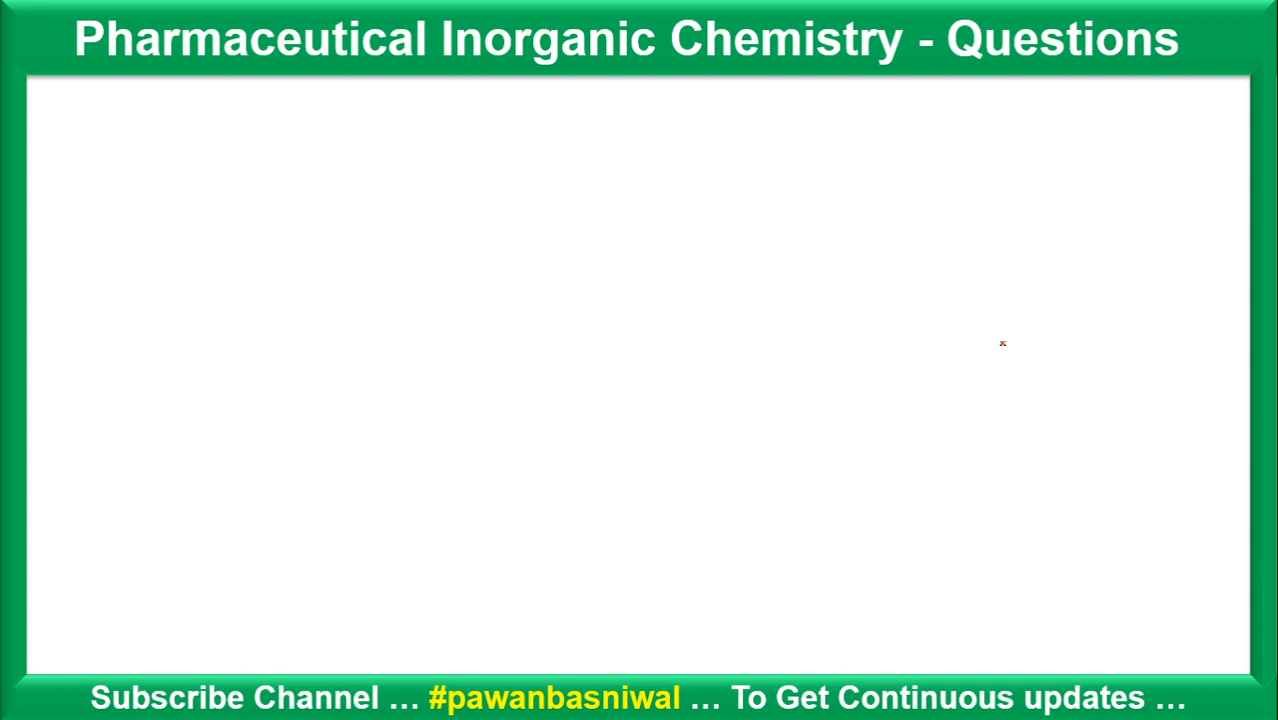 Pharmaceutical Inorganic Chemistry - Questions
Subscribe Channel ... #pawanbasniwal ... To Get Continuous updates ...